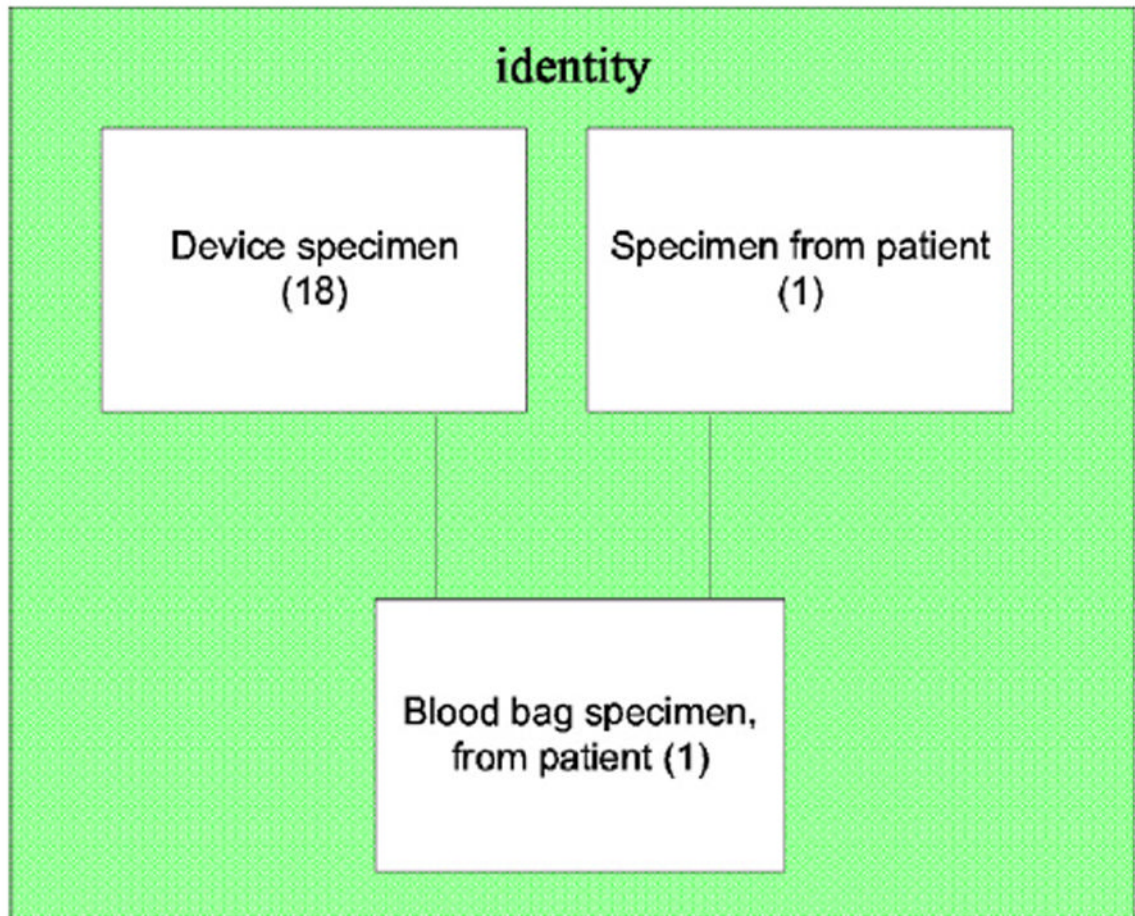 identity
Device specimen
(18)
Specimen from patient
(1)
Blood bag specimen,
from patient (1)